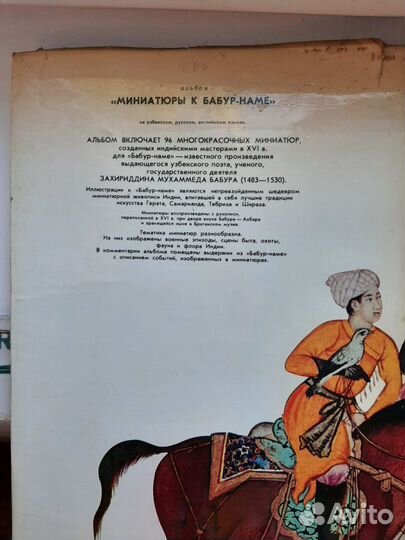 альбом
«МИНИАТЮРЫ К БАБУР-НАМЕ»
на узбекском, русском, английском языках.
АЛЬБОМ ВКЛЮЧАЕТ 96 МНОГОКРАСОЧНЫХ МИНИАТЮР,
созданных индийскими мастерами в XVI в.
для «Бабур-наме» — известного произведения
выдающегося узбекского поэта, ученого,
государственного деятеля
ЗАХИРИДДИНА МУХАММЕДА БАБУРА (1483—1530).
Иллюстрации к «Бабур-наме» являются непревзойденным шедевром
миниатюрной живописи Индии, впитавшей в себя лучшие традиции
искусства Герата, Самарканда, Тебриза и Шираза.
Миниатюры воспроизведены с рукописи,
переписанной в XVI в. при дворе внука Бабура — Акбара
и хранящейся ныне в Британском музее.
Тематика миниатюр разнообразна.
На них изображены военные эпизоды, сцены быта, охоты,
фауна и флора Индии.
В комментарии альбома помещены выдержки из «Бабур-наме»
с описанием событий, изображенных в миниатюрах.
R
Avito